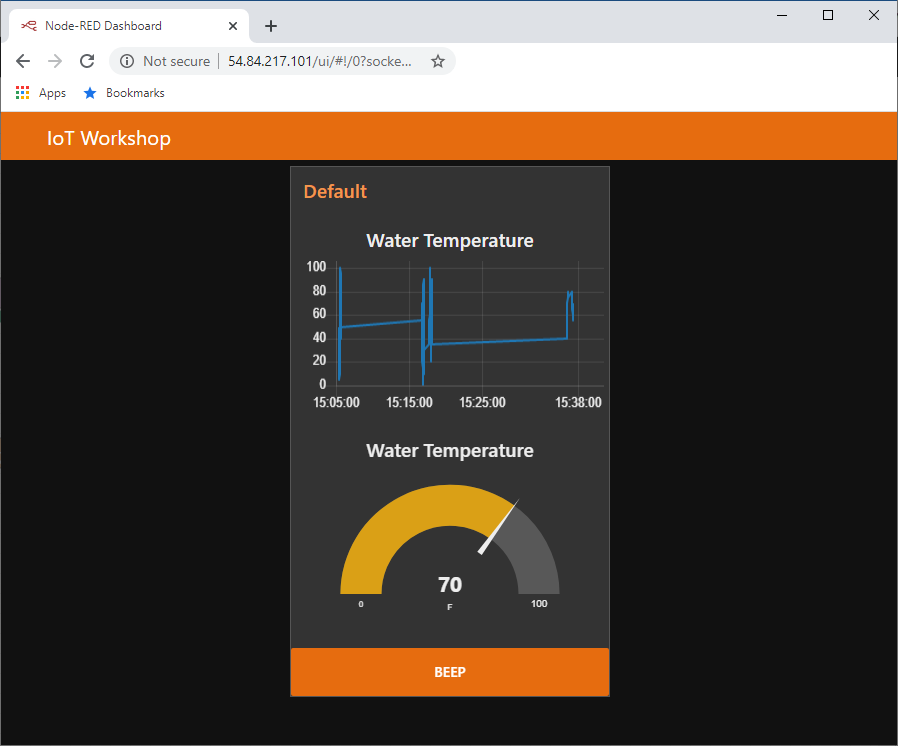 Node-RED Dashboard
Not secure | 54.84.217.101/ui/#!/0?socke...
Apps Bookmarks
IoT Workshop
Default
Water Temperature
100
80
60
40
20
0
15:05:00 15:15:00 15:25:00 15:38:00
Water Temperature
70
0 F 100
BEEP